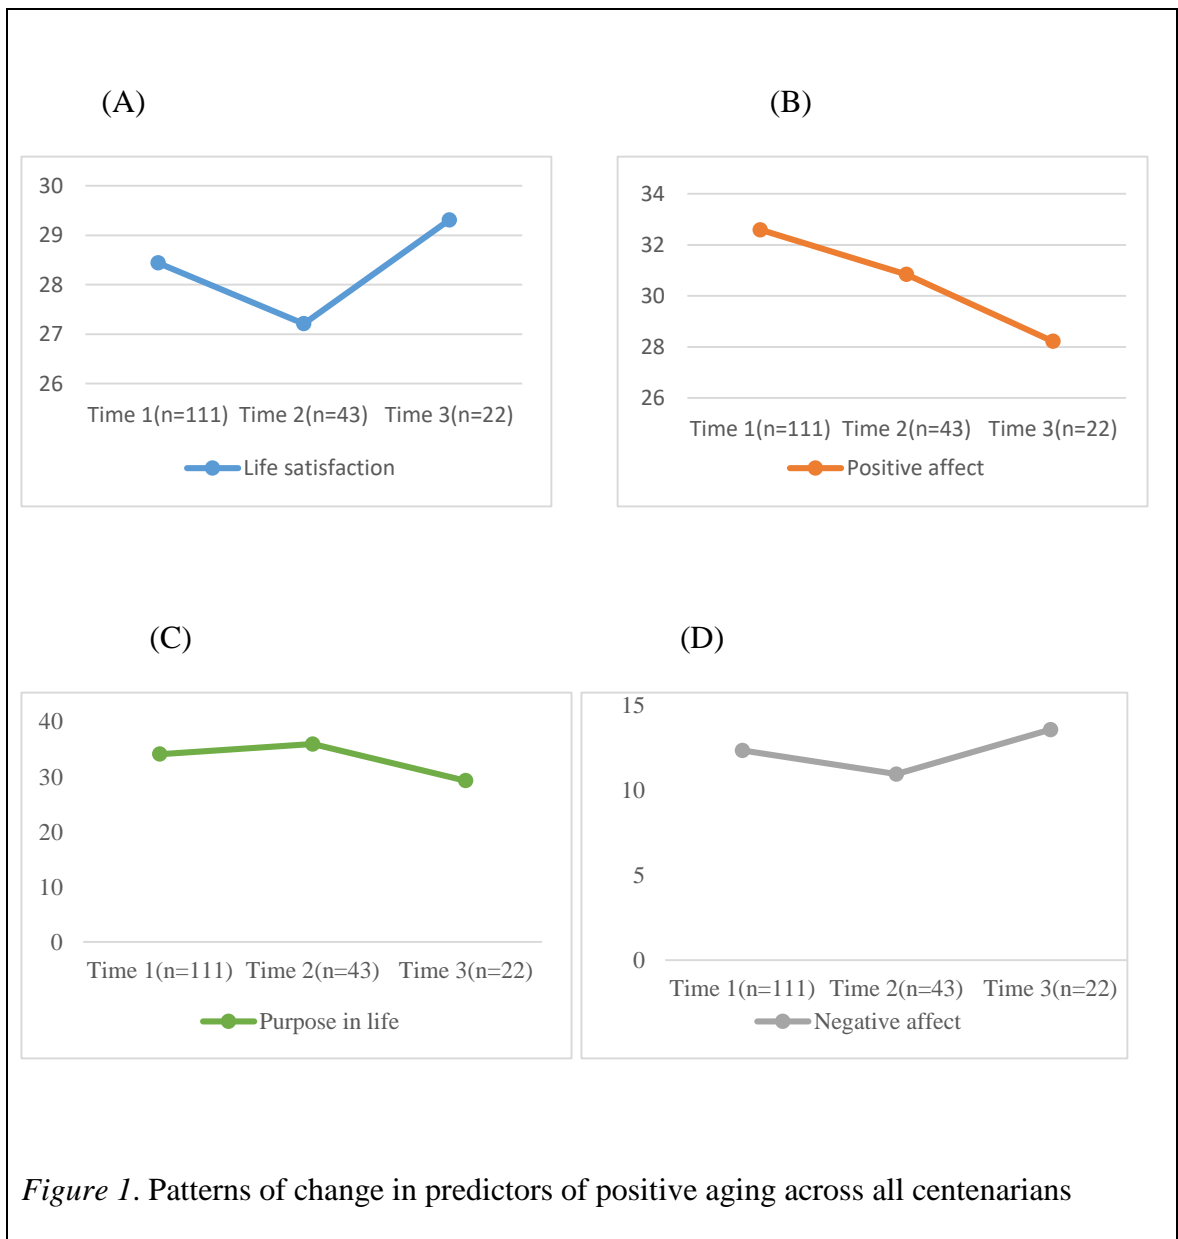 (A)
(B)
30
29
28
27
26
Time 1(n=111) Time 2(n=43) Time 3(n=22)
Life satisfaction
34
32
30
28
26
Time 1(n=111) Time 2(n=43) Time 3(n=22)
Positive affect
(C)
(D)
40
30
20
10
0
Time 1(n=111) Time 2(n=43) Time 3(n=22)
Purpose in life
15
10
5
0
Time 1(n=111) Time 2(n=43) Time 3(n=22)
Negative affect
Figure 1. Patterns of change in predictors of positive aging across all centenarians